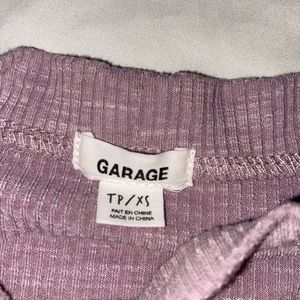 GARAGE
TP/XS
FAIT EN CHINE
MADE IN CHINA